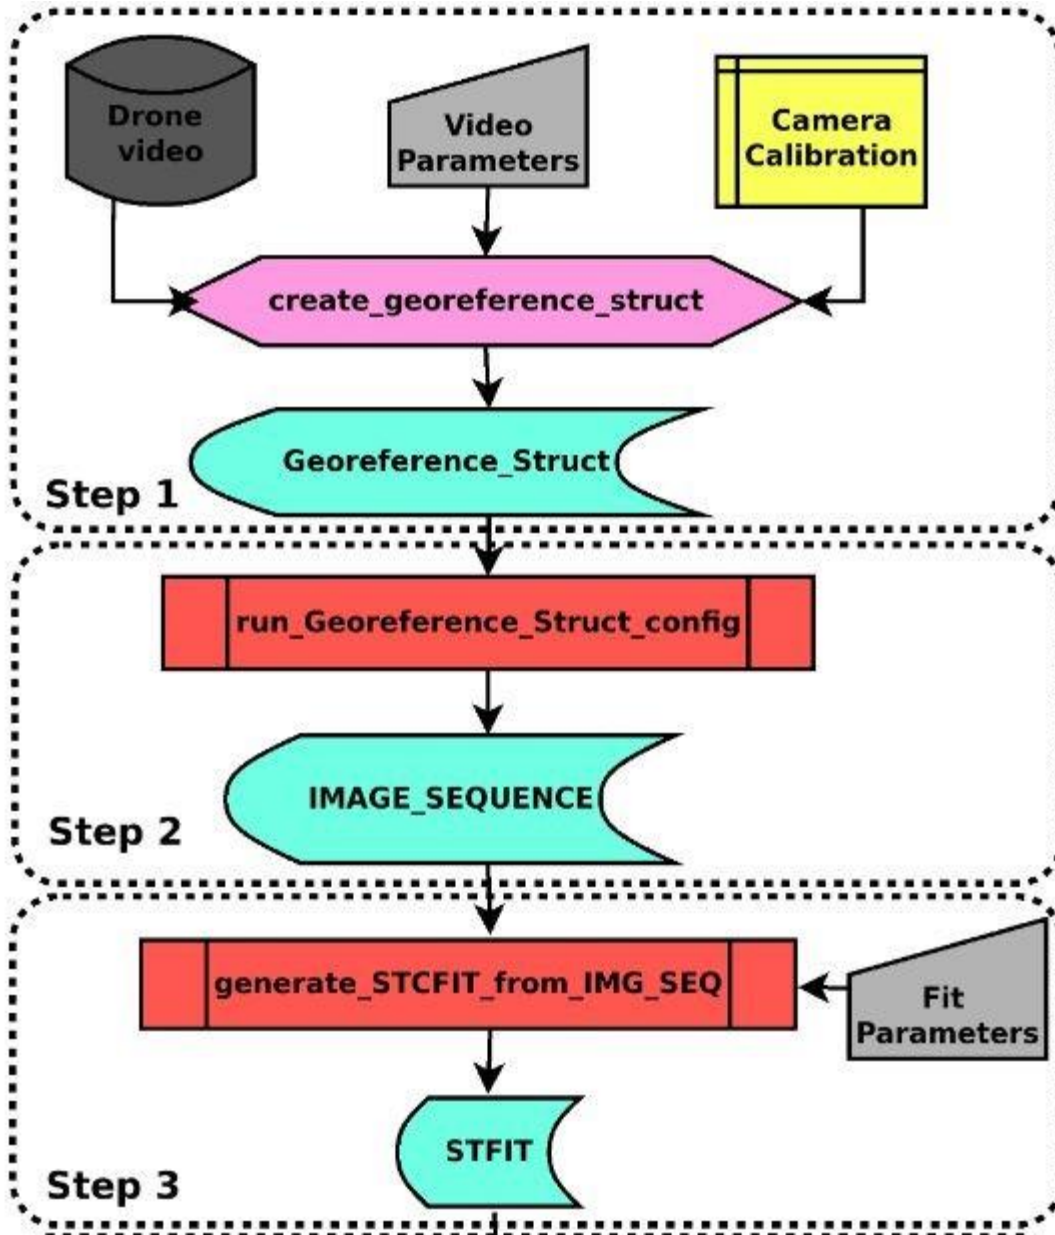 Drone
video
Video
Parameters
Camera
Calibration
create_georeference_struct
Georeference_Struct
Step 1
run_Georeference_Struct_config
IMAGE_SEQUENCE
Step 2
generate_STCFIT_from_IMG_SEQ
Fit
Parameters
STFIT
Step 3